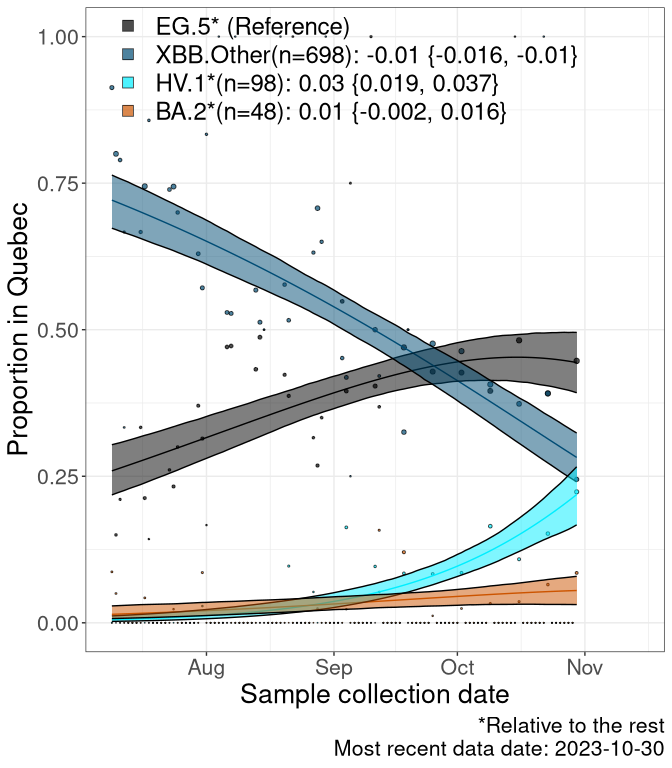 EG.5* (Reference)
XBB.Other(n=698): -0.01 {-0.016, -0.01}
HV.1*(n=98): 0.03 {0.019, 0.037}
BA.2*(n=48): 0.01 {-0.002, 0.016}
1.00
0.75
0.50
0.25
0.00
Proportion in Quebec
Aug Sep Oct Nov
Sample collection date
*Relative to the rest
Most recent data date: 2023-10-30